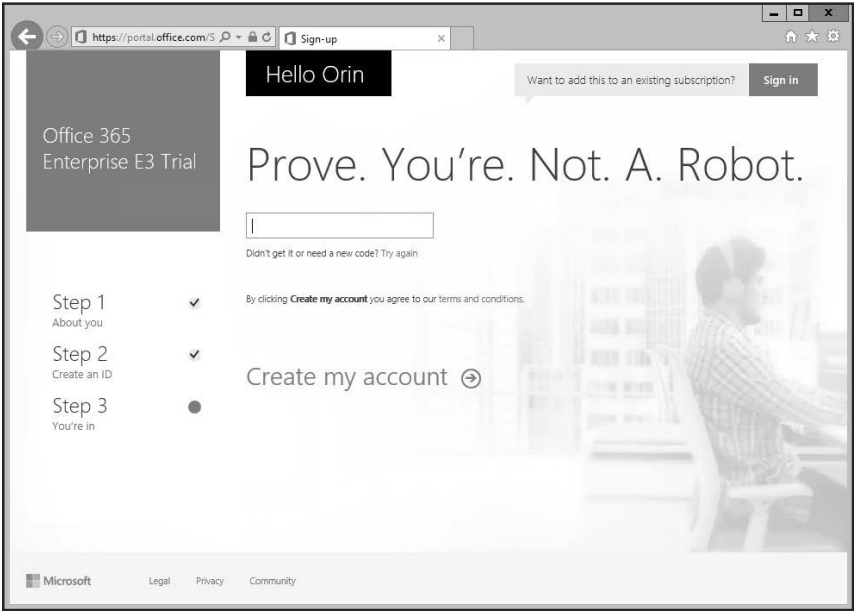 https://portal.office.com/S
Sign-up
Hello Orin
Want to add this to an existing subscription?
Sign in
Office 365
Enterprise E3 Trial
Prove. You're. Not. A. Robot.
Didn't get it or need a new code? Try again
By clicking Create my account you agree to our terms and conditions.
Step 1
About you
Step 2
Create an ID
Step 3
You're in
Create my account
Microsoft
Legal
Privacy
Community